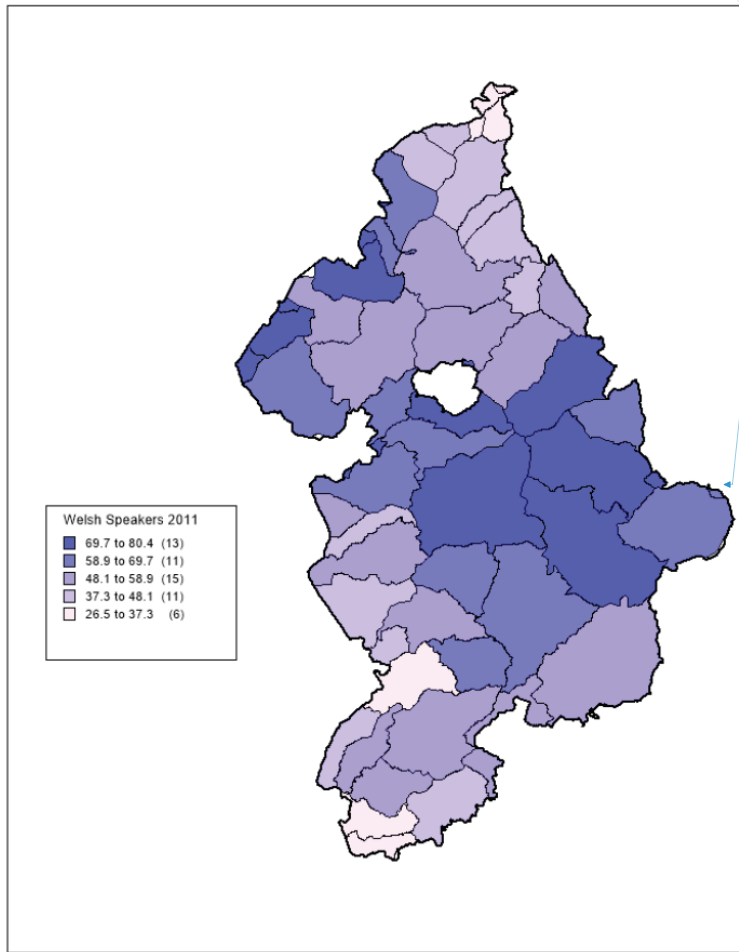 Welsh Speakers 2011
69.7 to 80.4 (13)
58.9 to 69.7 (11)
48.1 to 58.9 (15)
37.3 to 48.1 (11)
26.5 to 37.3 (6)